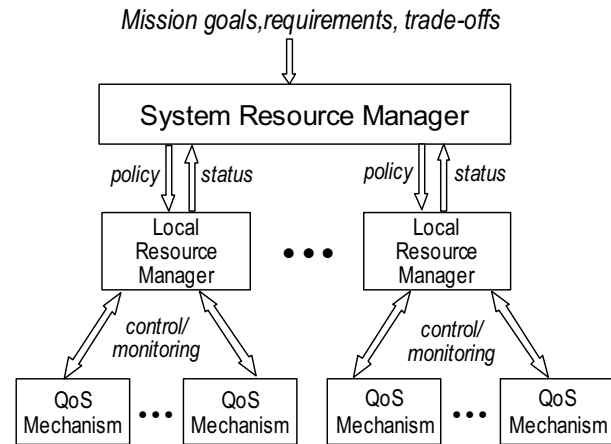 Mission goals,requirements, trade-offs
System Resource Manager
policy
status
policy
status
Local
Resource
Manager
Local
Resource
Manager
control/
monitoring
control/
monitoring
QoS
Mechanism
QoS
Mechanism
QoS
Mechanism
QoS
Mechanism